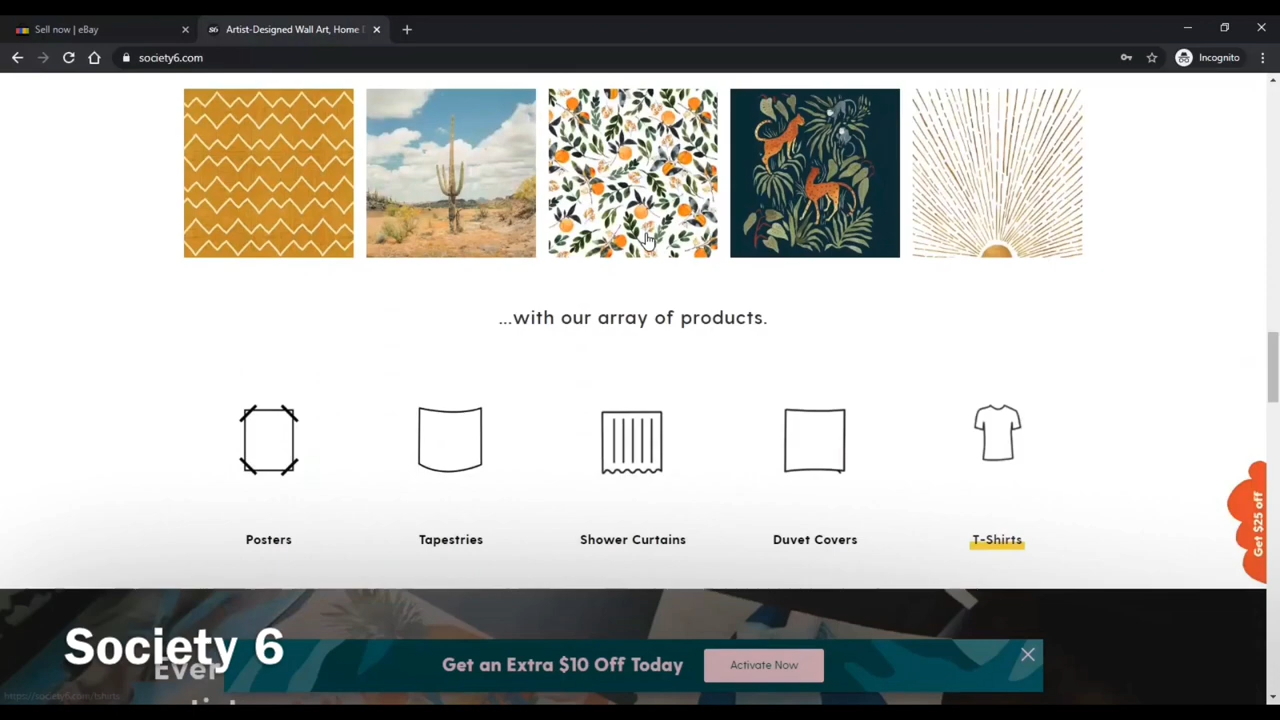 Sell now | eBay
Artist-Designed Wall Art, Home
society6.com
Incognito
...with our array of products.
Posters
Tapestries
Shower Curtains
Duvet Covers
T-Shirts
Get $25 off
Society 6
Ever
Get an Extra $10 Off Today
Activate Now
https://society6.com/tshirts